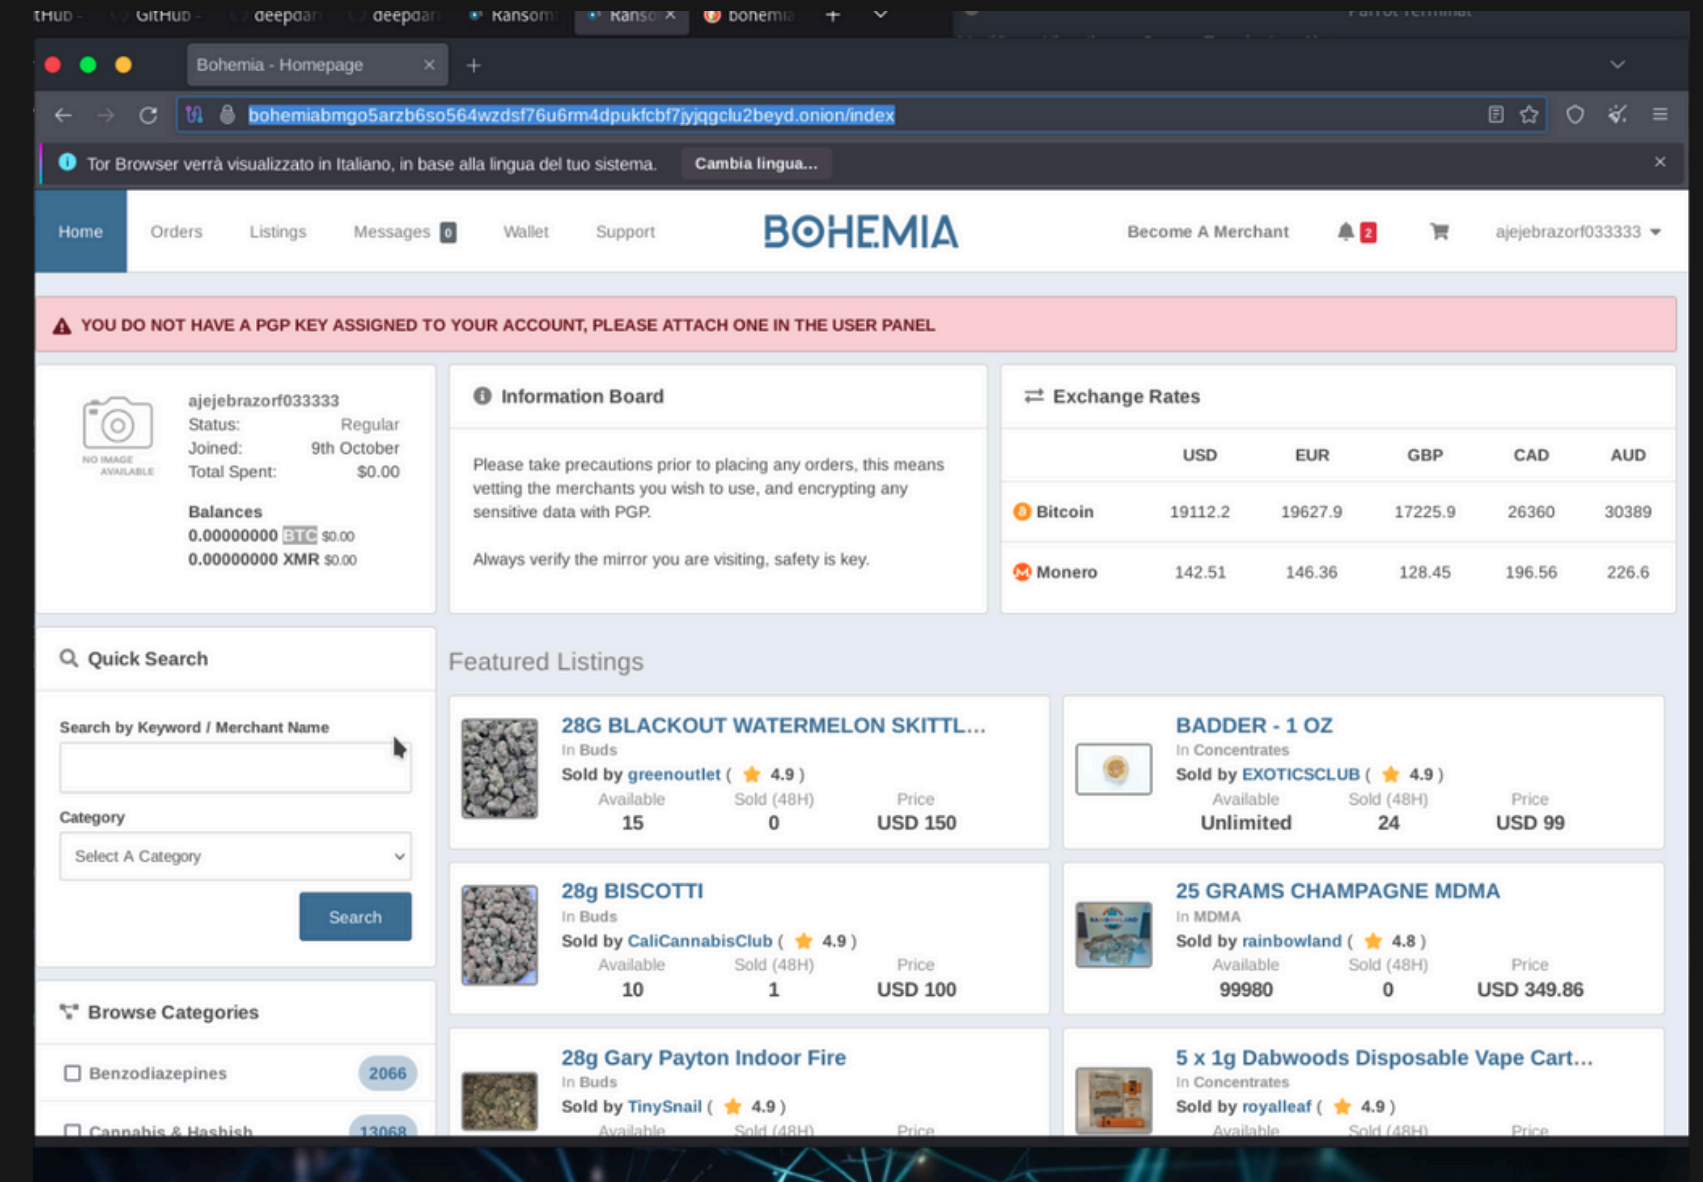 GitHub -
deepdar
deepdar
Ransom
Ranso
bohemia
Parrot Terminal
Bohemia - Homepage
bohemiabmgo5arzb6so564wzdsf76u6rm4dpukfcbf7jyjqgclu2beyd.onion/index
Tor Browser verrà visualizzato in Italiano, in base alla lingua del tuo sistema. Cambia lingua...
Home Orders Listings Messages 0 Wallet Support BOHEMIA Become A Merchant 2 ajejebrazorf033333
YOU DO NOT HAVE A PGP KEY ASSIGNED TO YOUR ACCOUNT, PLEASE ATTACH ONE IN THE USER PANEL
NO IMAGE
AVAILABLE
ajejebrazorf033333
Status: Regular
Joined: 9th October
Total Spent: $0.00
Balances
0.00000000 BTC $0.00
0.00000000 XMR $0.00
Information Board
Please take precautions prior to placing any orders, this means
vetting the merchants you wish to use, and encrypting any
sensitive data with PGP.
Always verify the mirror you are visiting, safety is key.
Exchange Rates
USD EUR GBP CAD AUD
Bitcoin 19112.2 19627.9 17225.9 26360 30389
Monero 142.51 146.36 128.45 196.56 226.6
Quick Search
Search by Keyword / Merchant Name
Category
Select A Category
Search
Browse Categories
Benzodiazepines 2066
Cannabis & Hashish 13068
Featured Listings
28G BLACKOUT WATERMELON SKITTL...
In Buds
Sold by greenoutlet ( 4.9 )
Available Sold (48H) Price
15 0 USD 150
BADDER - 1 OZ
In Concentrates
Sold by EXOTICSCLUB ( 4.9 )
Available Sold (48H) Price
Unlimited 24 USD 99
28g BISCOTTI
In Buds
Sold by CaliCannabisClub ( 4.9 )
Available Sold (48H) Price
10 1 USD 100
25 GRAMS CHAMPAGNE MDMA
In MDMA
Sold by rainbowland ( 4.8 )
Available Sold (48H) Price
99980 0 USD 349.86
28g Gary Payton Indoor Fire
In Buds
Sold by TinySnail ( 4.9 )
Available Sold (48H) Price
5 x 1g Dabwoods Disposable Vape Cart...
In Concentrates
Sold by royalleaf ( 4.9 )
Available Sold (48H) Price